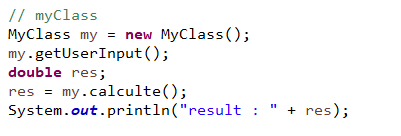 // myClass
MyClass my = new MyClass();
my.getUserInput();
double res;
res = my.calculte();
System.out.println("result : " + res);